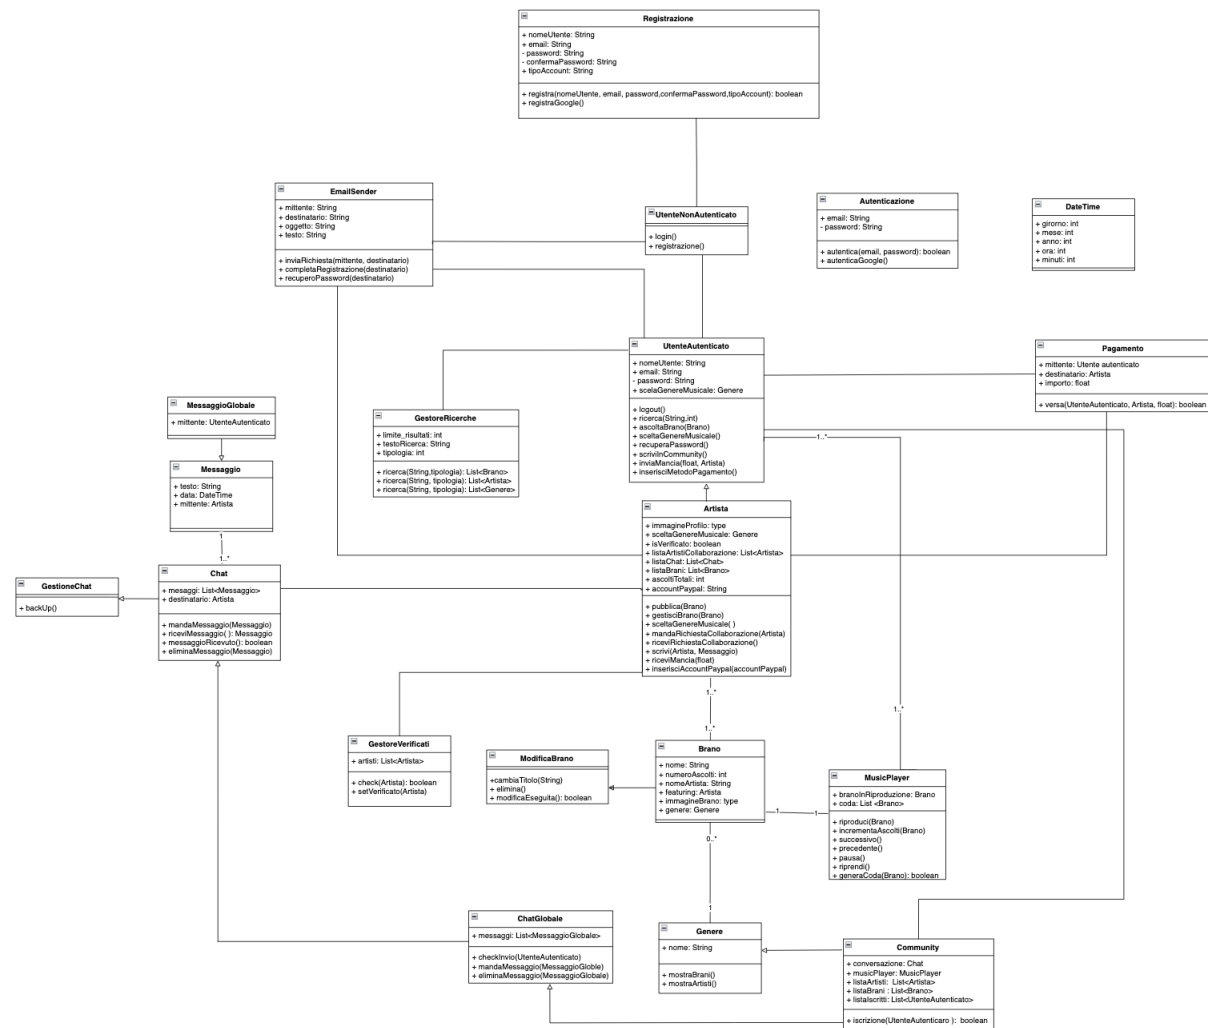 Registrazione
+ nomeUtente: String
+ email: String
- password: String
- confermaPassword: String
+ tipoAccount: String
+ registra(nomeUtente, email, password,confermaPassword,tipoAccount): boolean
+ registraGoogle()
EmailSender
+ mittente: String
+ destinatario: String
+ oggetto: String
+ testo: String
+ inviaRichiesta(mittente, destinatario)
+ completaRegistrazione(destinatario)
+ recuperoPassword(destinatario)
UtenteNonAutenticato
+ login()
+ registrazione()
Autenticazione
+ email: String
- password: String
+ autentica(email, password): boolean
+ autenticaGoogle()
DateTime
+ girorno: int
+ mese: int
+ anno: int
+ ora: int
+ minuti: int
UtenteAutenticato
+ nomeUtente: String
+ email: String
- password: String
+ scelaGenereMusicale: Genere
+ logout()
+ ricerca(String,int)
+ ascoltaBrano(Brano)
+ sceltaGenereMusicale()
+ recuperaPassword()
+ scriviInCommunity()
+ inviaMancia(float, Artista)
+ inserisciMetodoPagamento()
Pagamento
+ mittente: Utente autenticato
+ destinatario: Artista
+ importo: float
+ versa(UtenteAutenticato, Artista, float): boolean
GestoreRicerche
+ limite_risultati: int
+ testoRicerca: String
+ tipologia: int
+ ricerca(String,tipologia): List<Brano>
+ ricerca(String, tipologia): List<Artista>
+ ricerca(String, tipologia): List<Genere>
MessaggioGlobale
+ mittente: UtenteAutenticato
Messaggio
+ testo: String
+ data: DateTime
+ mittente: Artista
1
1..*
1..*
Artista
+ immagineProfilo: type
+ sceltaGenereMusicale: Genere
+ isVerificato: boolean
+ listaArtistiCollaborazione: List<Artista>
+ listaChat: List<Chat>
+ listaBrani: List<Brano>
+ ascoltiTotali: int
+ accountPaypal: String
+ pubblica(Brano)
+ gestisciBrano(Brano)
+ sceltaGenereMusicale( )
+ mandaRichiestaCollaborazione(Artista)
+ riceviRichiestaCollaborazione()
+ scrivi(Artista, Messaggio)
+ riceviMancia(float)
+ inserisciAccountPaypal(accountPaypal)
Chat
+ mesaggi: List<Messaggio>
+ destinatario: Artista
+ mandaMessaggio(Messaggio)
+ riceviMessaggio( ): Messaggio
+ messaggioRicevuto(): boolean
+ eliminaMessaggio(Messaggio)
GestioneChat
+ backUp()
1..*
1..*
1..*
GestoreVerificati
+ artisti: List<Artista>
+ check(Artista): boolean
+ setVerificato(Artista)
ModificaBrano
+cambiaTitolo(String)
+ elimina()
+ modificaEseguita(): boolean
Brano
+ nome: String
+ numeroAscolti: int
+ nomeArtista: String
+ featuring: Artista
+ immagineBrano: type
+ genere: Genere
1
1
MusicPlayer
+ branoInRiproduzione: Brano
+ coda: List <Brano>
+ riproduci(Brano)
+ incrementaAscolti(Brano)
+ successivo()
+ precedente()
+ pausa()
+ riprendi()
+ generaCoda(Brano): boolean
0..*
1
ChatGlobale
+ messaggi: List<MessaggioGlobale>
+ checkInvio(UtenteAutenticato)
+ mandaMessaggio(MessaggioGloble)
+ eliminaMessaggio(MessaggioGlobale)
Genere
+ nome: String
+ mostraBrani()
+ mostraArtisti()
Community
+ conversazione: Chat
+ musicPlayer: MusicPlayer
+ listaArtisti: List<Artista>
+ listaBrani : List<Brano>
+ listaIscritti: List<UtenteAutenticato>
+ iscrizione(UtenteAutenticaro ): boolean